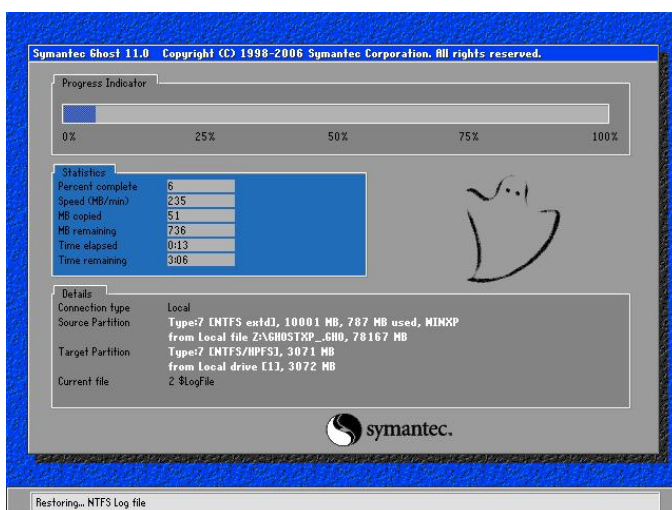 Symantec Ghost 11.0 Copyright (C) 1998-2006 Symantec Corporation. All rights reserved.
Progress Indicator
0% 25% 50% 75% 100%
Statistics
Percent complete 6
Speed (MB/min) 235
MB copied 51
MB remaining 736
Time elapsed 0:13
Time remaining 3:06
Details
Connection type Local
Source Partition Type:7 [NTFS extd], 10001 MB, 787 MB used, WINXP
from Local file Z:\GHOSTXP_.GHO, 78167 MB
Target Partition Type:7 [NTFS/HPFS], 3071 MB
from Local drive [1], 3072 MB
Current file 2 $LogFile
symantec.
Restoring... NTFS Log file